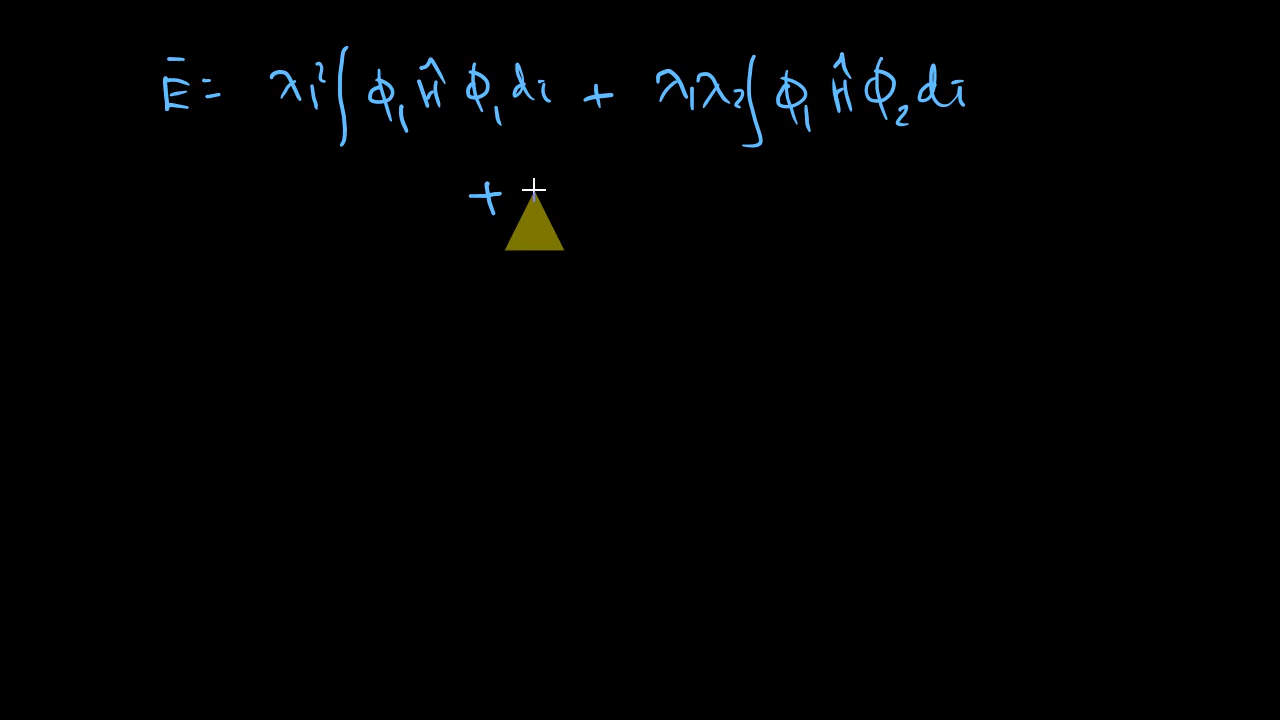 Ē = λ₁² ∫ ϕ₁ Ĥ ϕ₁ dτ + λ₁λ₂ ∫ ϕ₁ Ĥ ϕ₂ dτ
+